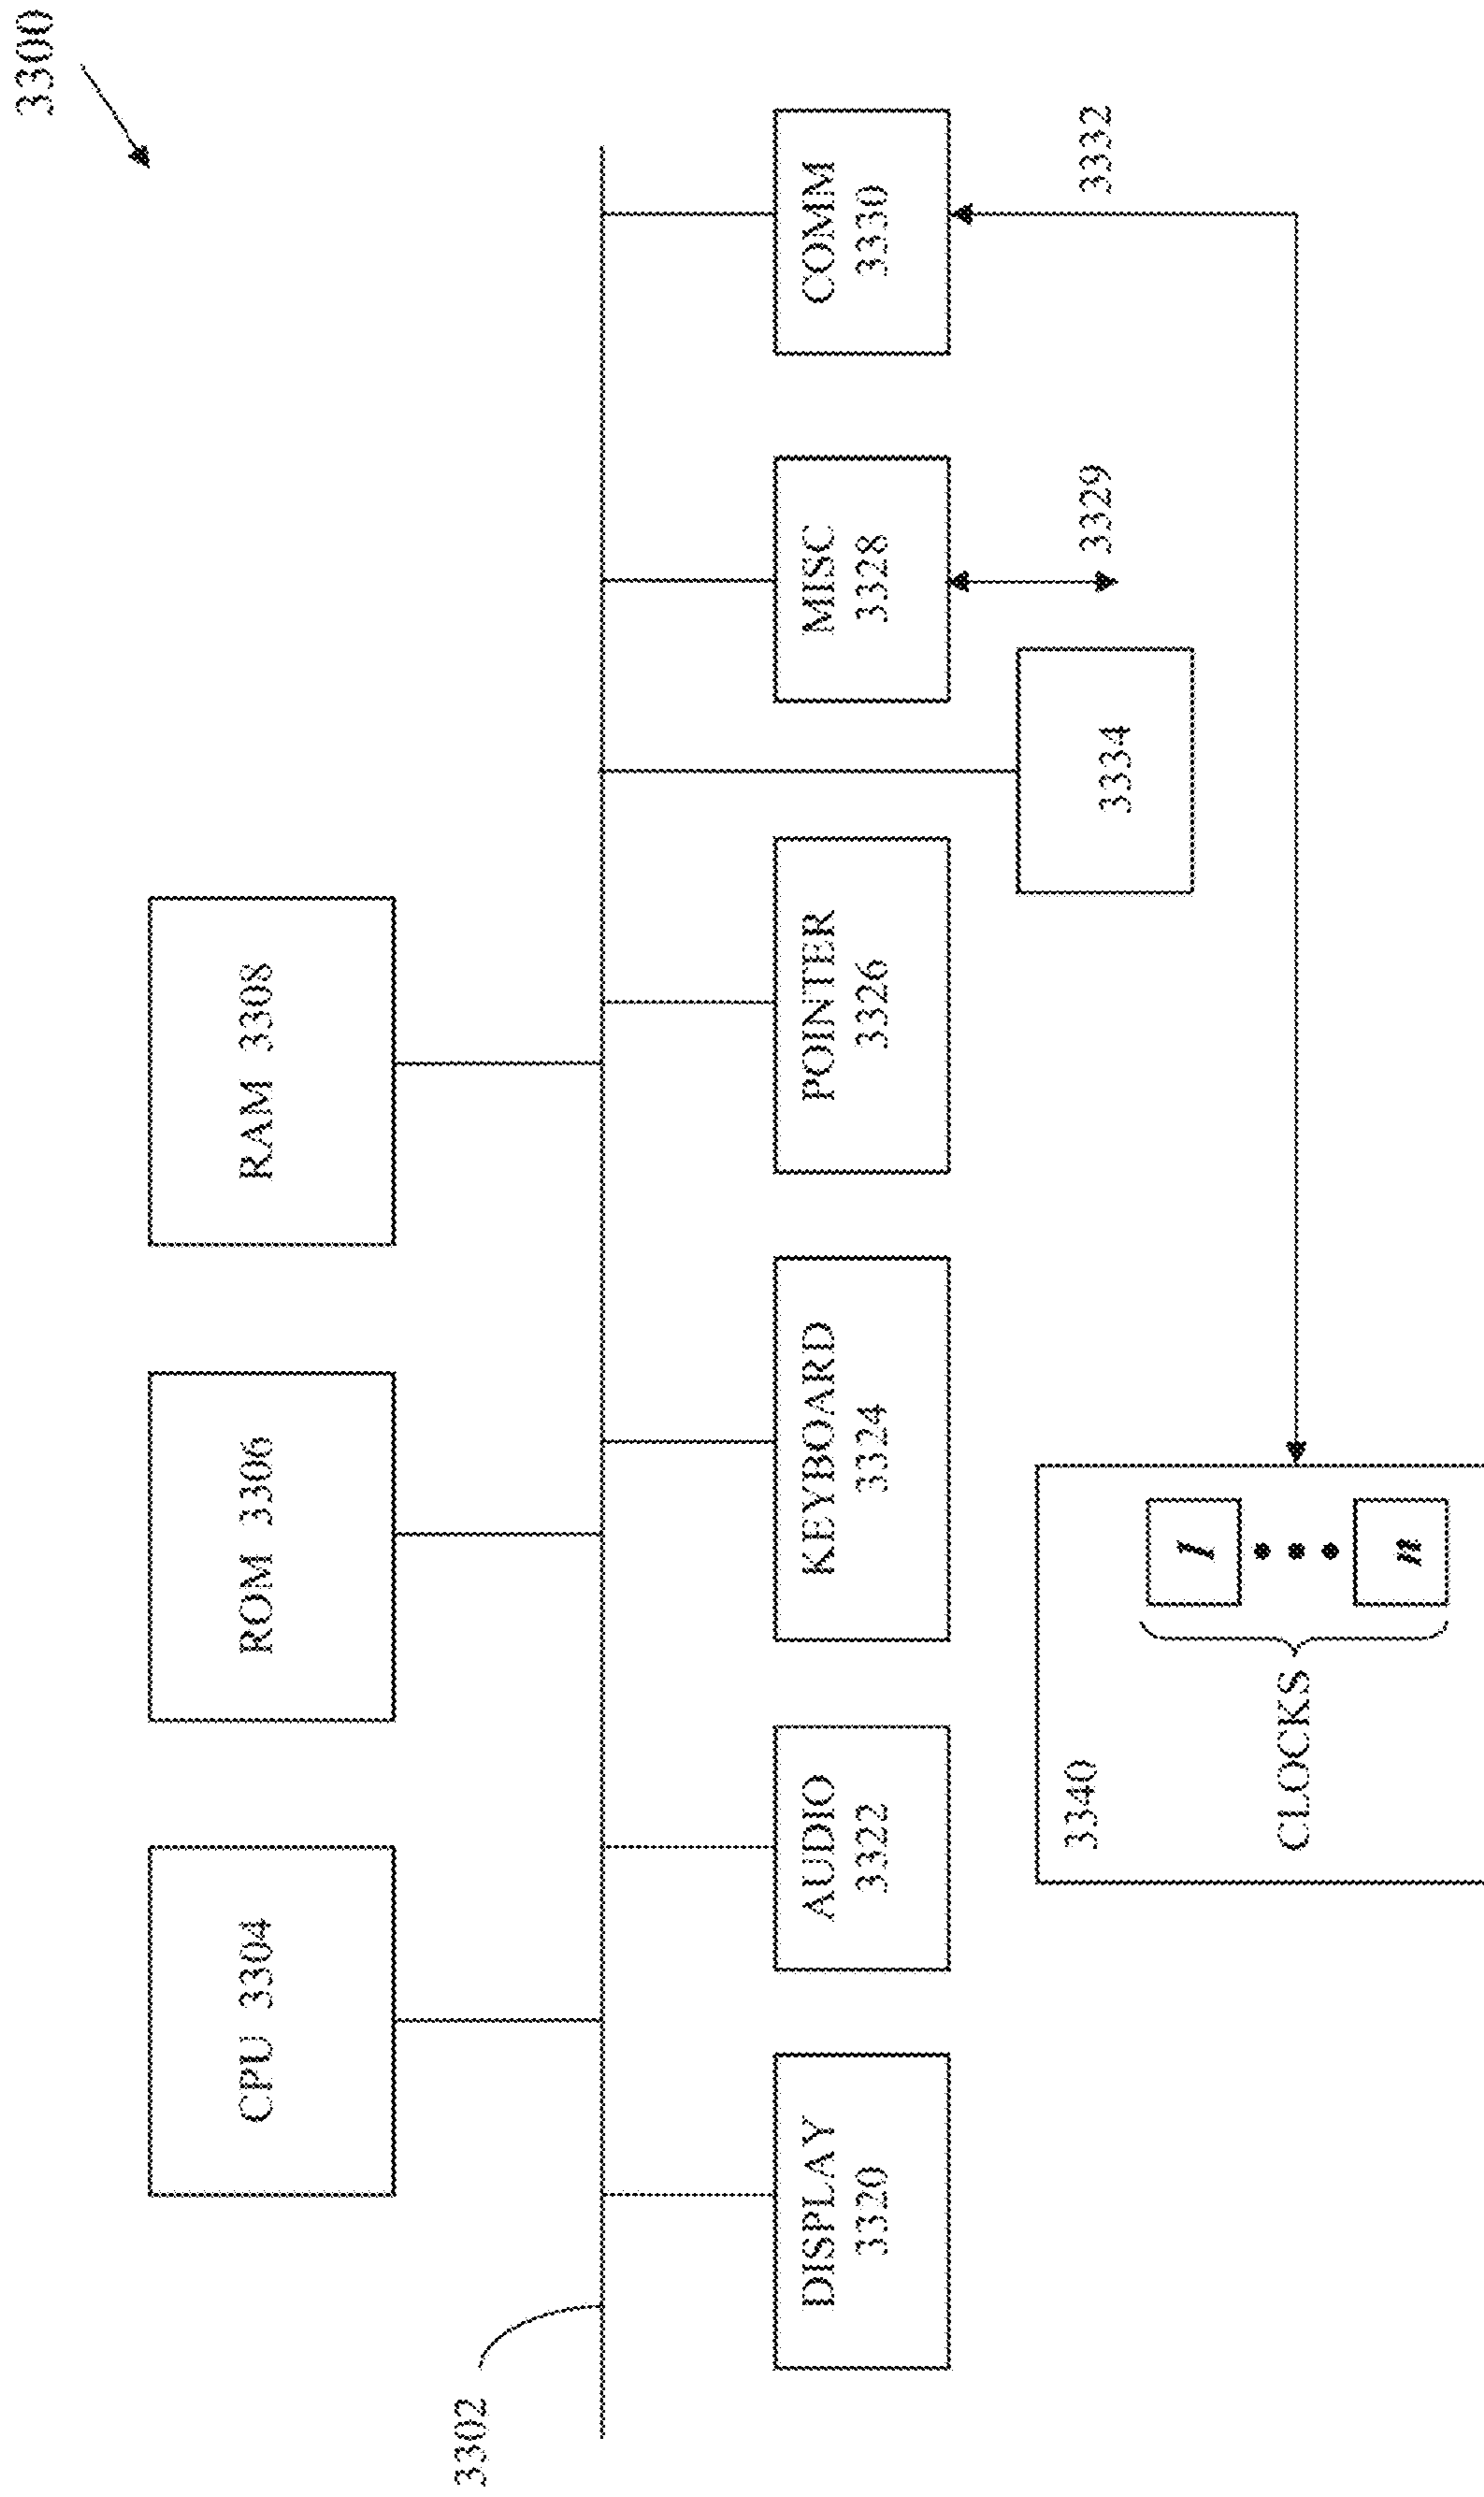 3300
CPU 3304
ROM 3306
RAM 3308
3302
DISPLAY
3320
AUDIO
3322
KEYBOARD
3324
POINTER
3326
MISC
3328
COMM
3330
3334
3329
3332
3340
CLOCKS
1
n